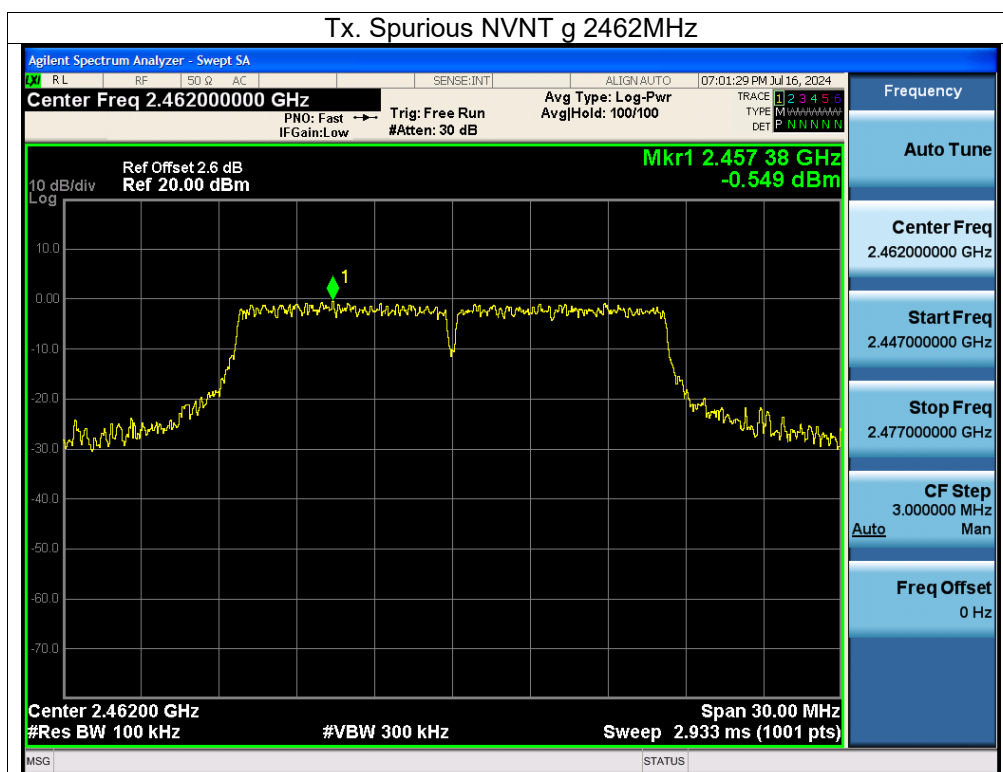 Tx. Spurious NVNT g 2462MHz
Agilent Spectrum Analyzer - Swept SA
LXI RL RF 50 Ω AC SENSE:INT ALIGN AUTO 07:01:29 PM Jul 16, 2024
Center Freq 2.462000000 GHz
PNO: Fast
IFGain:Low
Trig: Free Run
#Atten: 30 dB
Avg Type: Log-Pwr
Avg|Hold: 100/100
TRACE 1 2 3 4 5 6
TYPE M
DET P N N N N N
Ref Offset 2.6 dB
10 dB/div Ref 20.00 dBm
Log
Mkr1 2.457 38 GHz
-0.549 dBm
10.0
0.00
-10.0
-20.0
-30.0
-40.0
-50.0
-60.0
-70.0
1
Center 2.46200 GHz Span 30.00 MHz
#Res BW 100 kHz #VBW 300 kHz Sweep 2.933 ms (1001 pts)
MSG STATUS
Frequency
Auto Tune
Center Freq
2.462000000 GHz
Start Freq
2.447000000 GHz
Stop Freq
2.477000000 GHz
CF Step
3.000000 MHz
Auto Man
Freq Offset
0 Hz